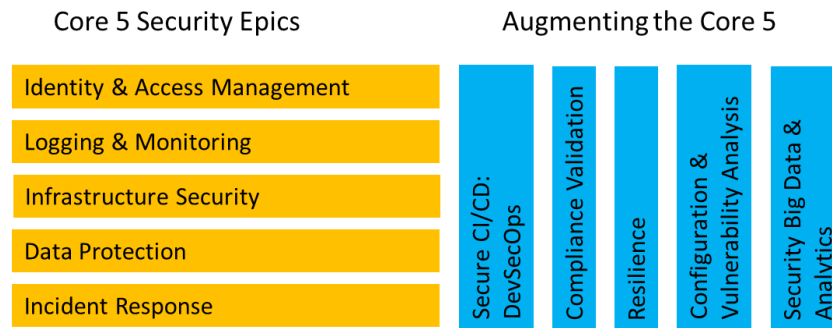 Core 5 Security Epics
Augmenting the Core 5
Identity & Access Management
Logging & Monitoring
Infrastructure Security
Data Protection
Incident Response
Secure CI/CD:
DevSecOps
Compliance Validation
Resilience
Configuration &
Vulnerability Analysis
Security Big Data &
Analytics